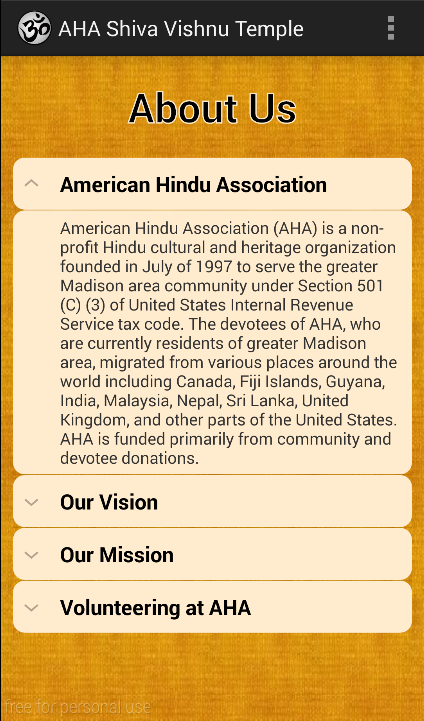 AHA Shiva Vishnu Temple
About Us
American Hindu Association
American Hindu Association (AHA) is a non-
profit Hindu cultural and heritage organization
founded in July of 1997 to serve the greater
Madison area community under Section 501
(C) (3) of United States Internal Revenue
Service tax code. The devotees of AHA, who
are currently residents of greater Madison
area, migrated from various places around the
world including Canada, Fiji Islands, Guyana,
India, Malaysia, Nepal, Sri Lanka, United
Kingdom, and other parts of the United States.
AHA is funded primarily from community and
devotee donations.
Our Vision
Our Mission
Volunteering at AHA
free for personal use